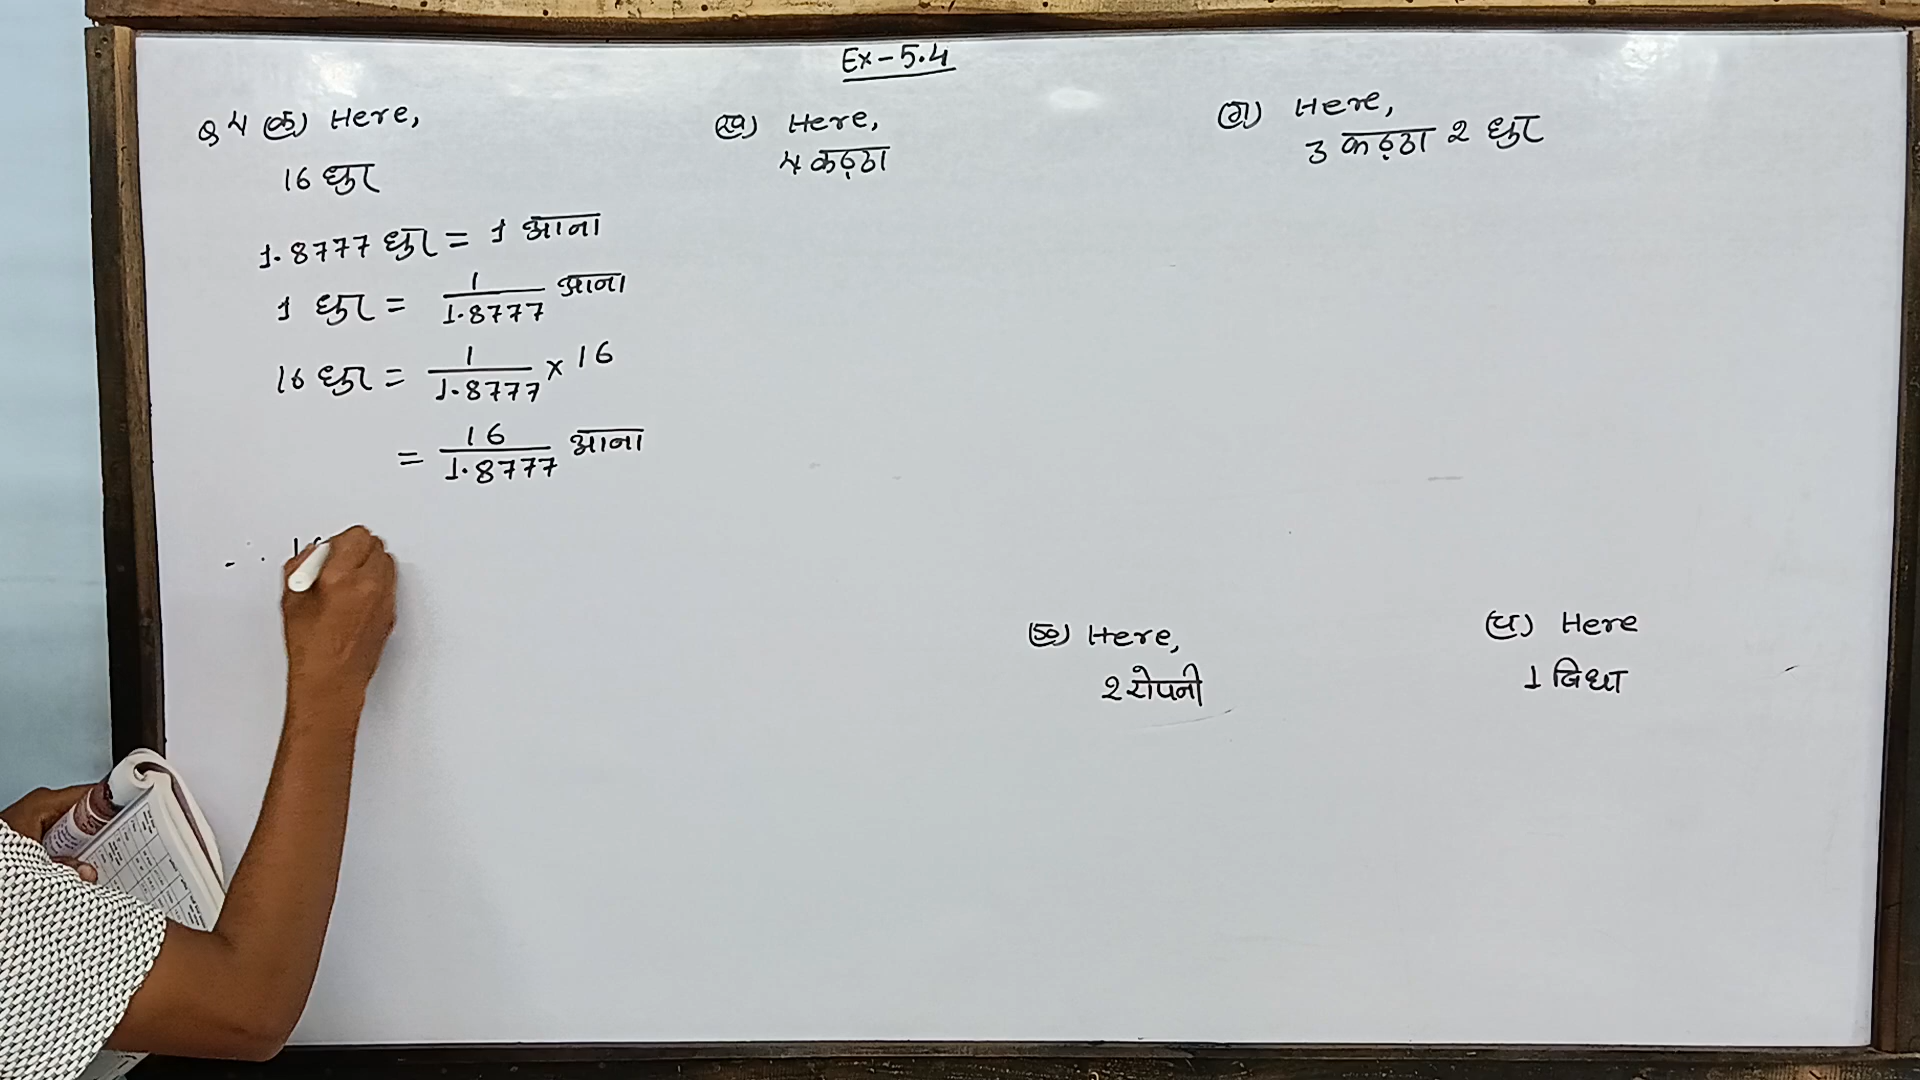 Ex-5.4
Q 4 (क) Here,
16 धुर
1.8777 धुर = 1 आना
1 धुर = 1/1.8777 आना
16 धुर = 1/1.8777 × 16
= 16/1.8777 आना
(ख) Here,
4 कठ्ठा
(ग) Here,
3 कठ्ठा 2 धुर
(ङ) Here,
2 रोपनी
(घ) Here
1 बिघा